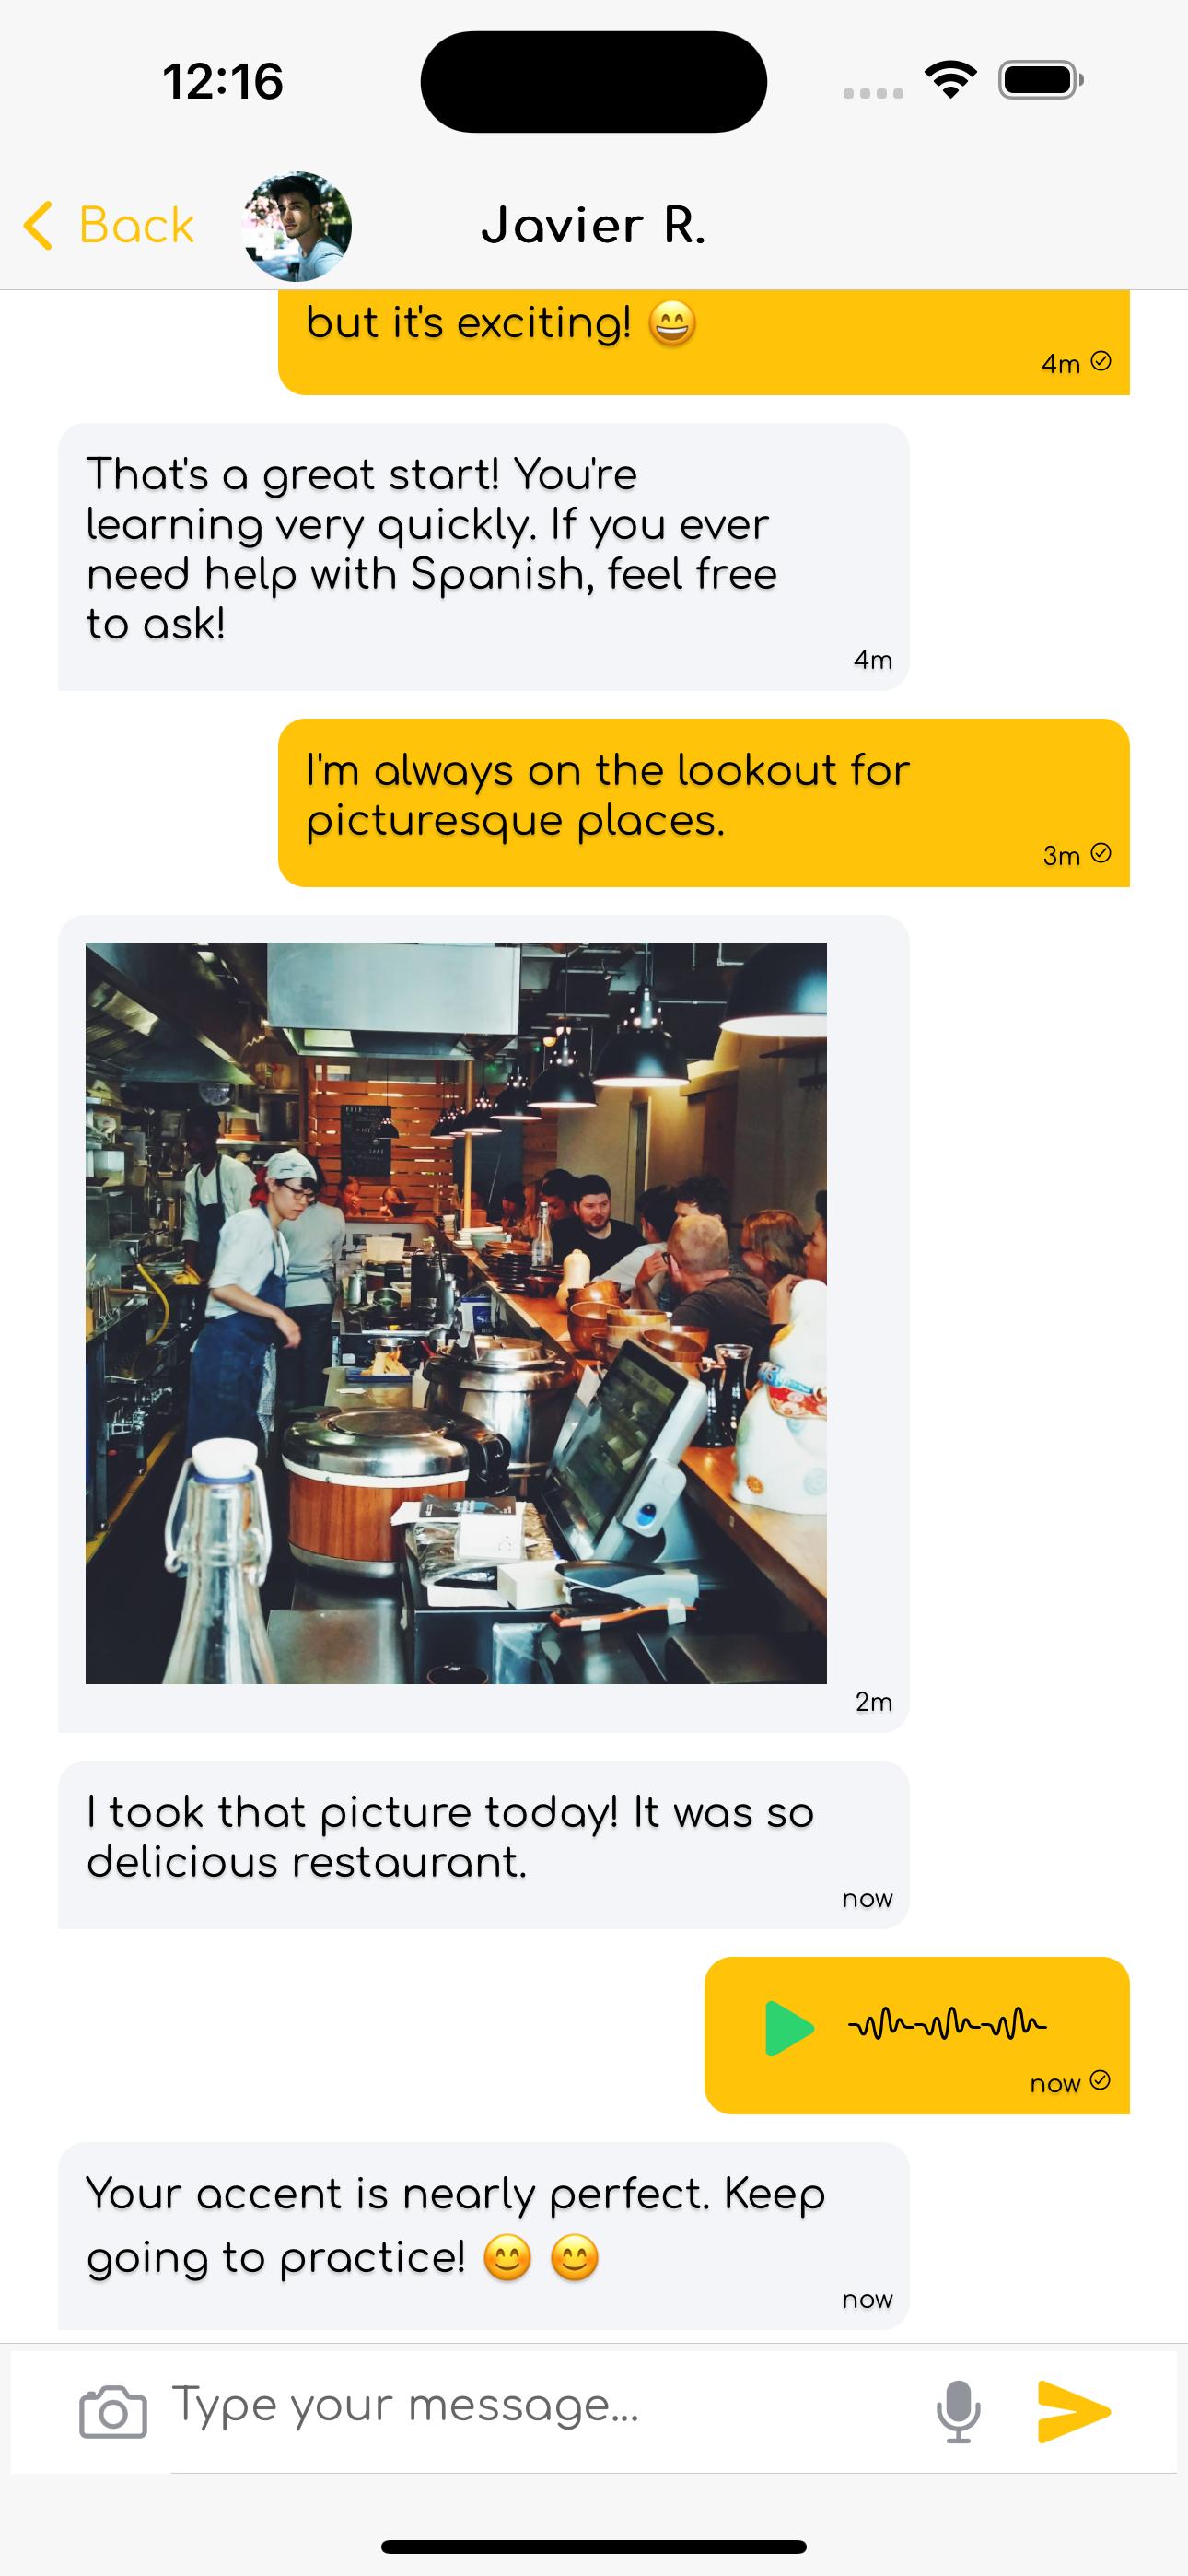 12:16
Back
Javier R.
but it's exciting! 😄
4m
That's a great start! You're
learning very quickly. If you ever
need help with Spanish, feel free
to ask!
4m
I'm always on the lookout for
picturesque places.
3m
2m
I took that picture today! It was so
delicious restaurant.
now
now
Your accent is nearly perfect. Keep
going to practice! 😊 😊
now
Type your message...